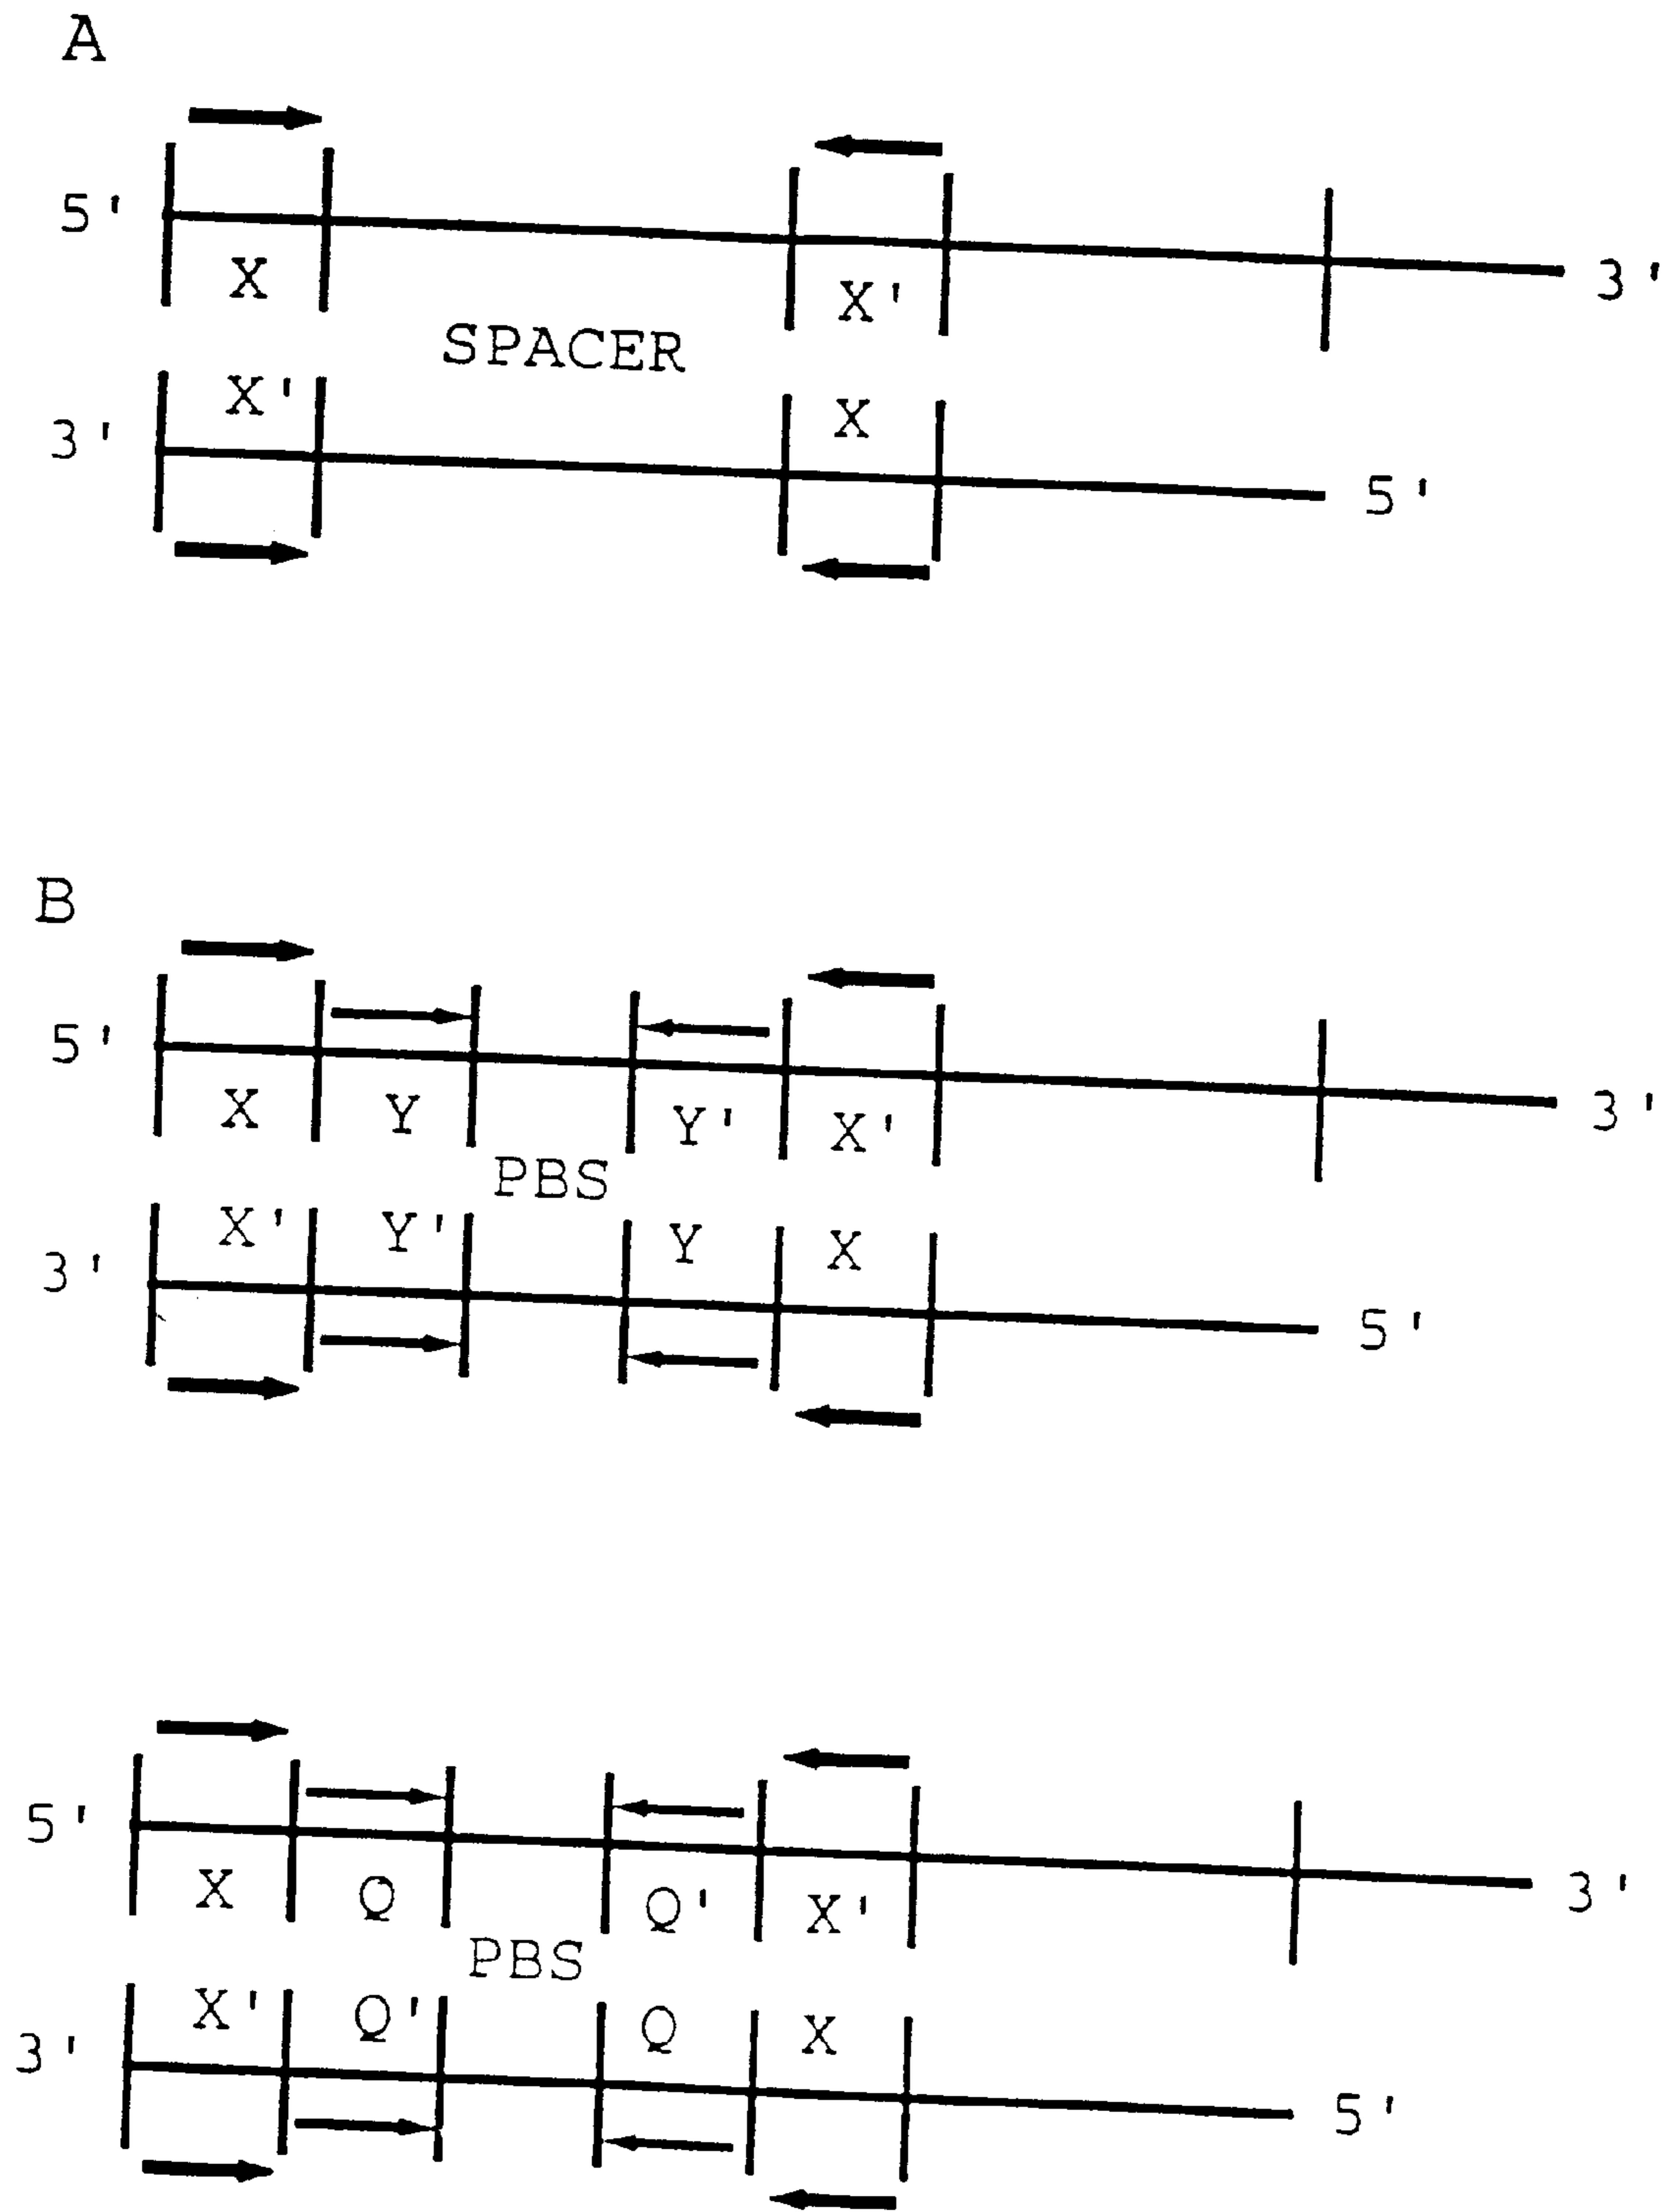 A
5' 3'
X X'
SPACER
X' X
3' 5'
B
5' 3'
X Y Y' X'
PBS
X' Y' Y X
3' 5'
5' 3'
X Q Q' X'
PBS
X' Q' Q X
3' 5'